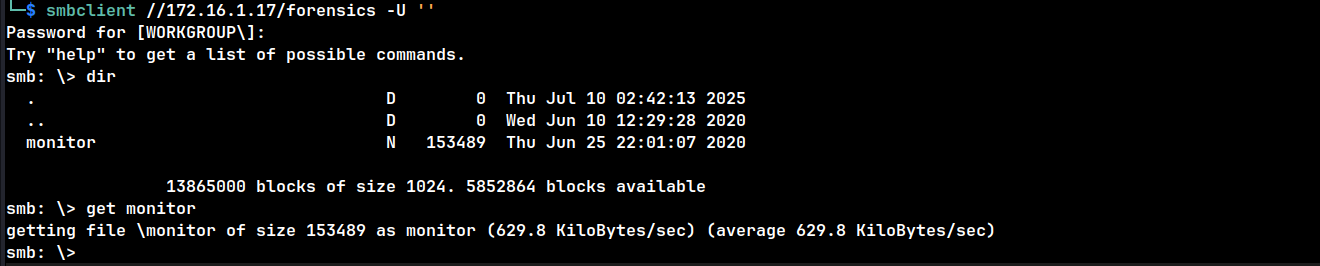 └─$ smbclient //172.16.1.17/forensics -U ''
Password for [WORKGROUP\]:
Try "help" to get a list of possible commands.
smb: \> dir
  .                                   D        0  Thu Jul 10 02:42:13 2025
  ..                                  D        0  Wed Jun 10 12:29:28 2020
  monitor                             N   153489  Thu Jun 25 22:01:07 2020

                13865000 blocks of size 1024. 5852864 blocks available
smb: \> get monitor
getting file \monitor of size 153489 as monitor (629.8 KiloBytes/sec) (average 629.8 KiloBytes/sec)
smb: \>